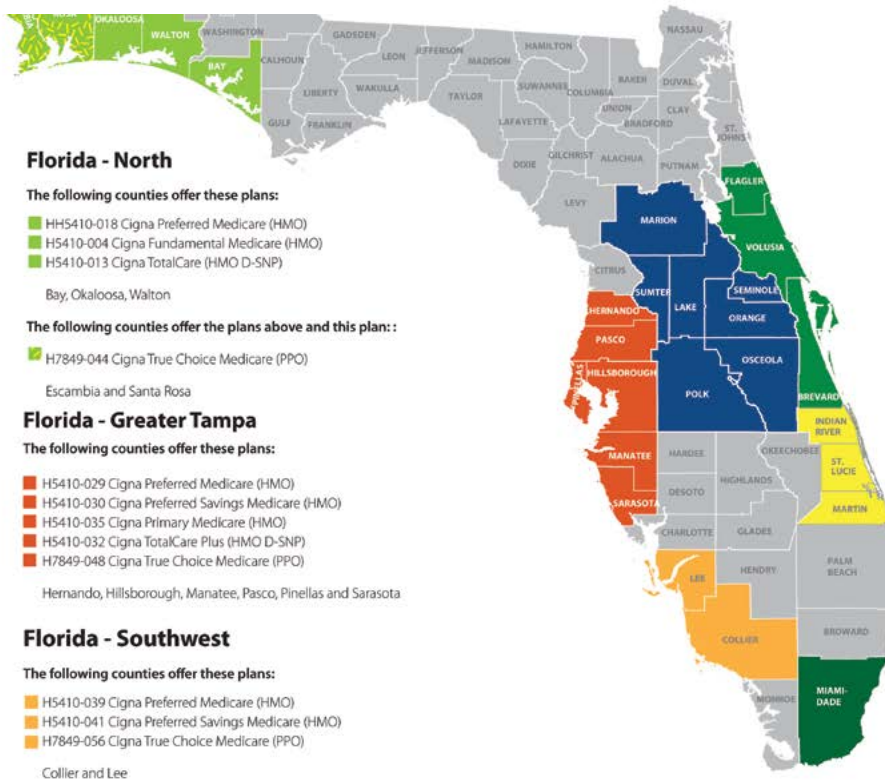 OKALOOSA
WALTON
WASHINGTON
BAY
CALHOUN
GADSDEN
LEON
JEFFERSON
MADISON
HAMILTON
NASSAU
LIBERTY
WAKULLA
TAYLOR
SUWANNEE
COLUMBIA
BAKER
DUVAL
GULF
FRANKLIN
LAFAYETTE
UNION
BRADFORD
CLAY
ST. JOHNS
DIXIE
GILCHRIST
ALACHUA
PUTNAM
LEVY
MARION
FLAGLER
VOLUSIA
CITRUS
SUMTER
LAKE
SEMINOLE
ORANGE
HERNANDO
PASCO
PINELLAS
HILLSBOROUGH
POLK
OSCEOLA
BREVARD
INDIAN
RIVER
MANATEE
HARDEE
OKEECHOBEE
ST.
LUCIE
SARASOTA
DESOTO
HIGHLANDS
MARTIN
CHARLOTTE
GLADES
LEE
HENDRY
PALM
BEACH
COLLIER
BROWARD
MONROE
MIAMI-
DADE
Florida - North
The following counties offer these plans:
HH5410-018 Cigna Preferred Medicare (HMO)
H5410-004 Cigna Fundamental Medicare (HMO)
H5410-013 Cigna TotalCare (HMO D-SNP)
Bay, Okaloosa, Walton
The following counties offer the plans above and this plan: :
H7849-044 Cigna True Choice Medicare (PPO)
Escambia and Santa Rosa
Florida - Greater Tampa
The following counties offer these plans:
H5410-029 Cigna Preferred Medicare (HMO)
H5410-030 Cigna Preferred Savings Medicare (HMO)
H5410-035 Cigna Primary Medicare (HMO)
H5410-032 Cigna TotalCare Plus (HMO D-SNP)
H7849-048 Cigna True Choice Medicare (PPO)
Hernando, Hillsborough, Manatee, Pasco, Pinellas and Sarasota
Florida - Southwest
The following counties offer these plans:
H5410-039 Cigna Preferred Medicare (HMO)
H5410-041 Cigna Preferred Savings Medicare (HMO)
H7849-056 Cigna True Choice Medicare (PPO)
Collier and Lee